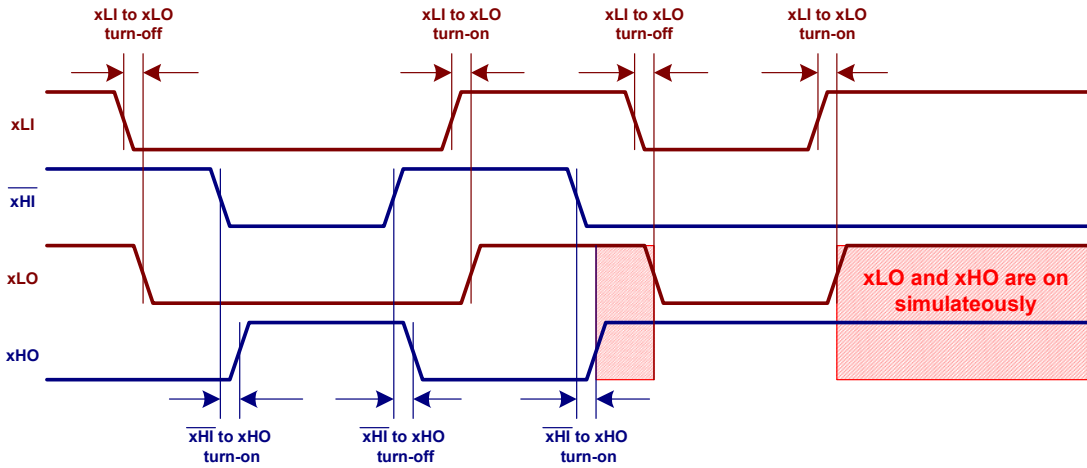 xLI to xLO
turn-off
xLI to xLO
turn-on
xLI to xLO
turn-off
xLI to xLO
turn-on
xLI
xHI
xLO
xLO and xHO are on
simulateously
xHO
xHI to xHO
turn-on
xHI to xHO
turn-off
xHI to xHO
turn-on